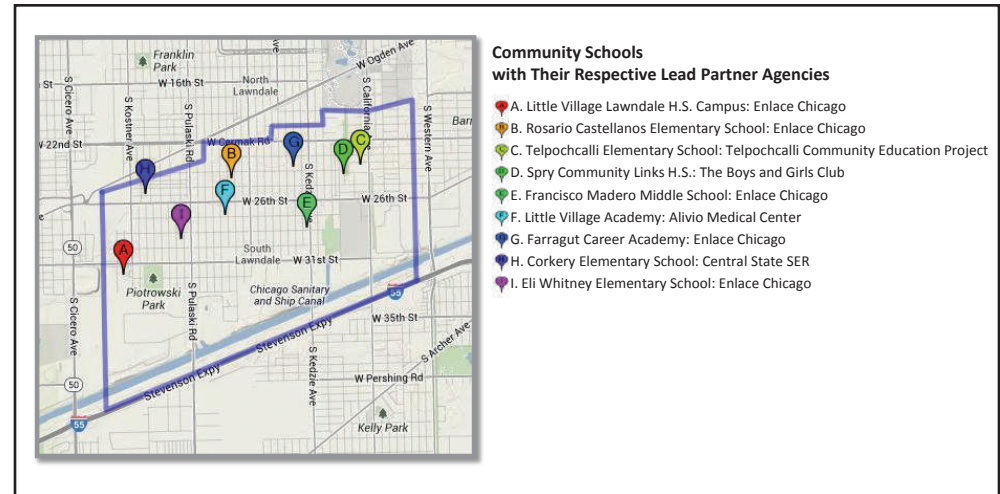 Franklin
Park
W Ogden Ave
W 16th St
North
Lawndale
S Cicero Ave
S Kostner Ave
S Pulaski Rd
S California
S Western Ave
W 22nd St
W Cermak Rd
H
B
G
D
C
F
E
I
A
S Kedzie Ave
W 26th St
W 26th St
50
South
Lawndale
W 31st St
Piotrowski
Park
Chicago Sanitary
and Ship Canal
55
S Cicero Ave
S Pulaski Rd
W 35th St
Stevenson Expy
S Kedzie Ave
S Archer Ave
50
Stevenson Expy
W Pershing Rd
55
Kelly Park
Community Schools
with Their Respective Lead Partner Agencies
A. Little Village Lawndale H.S. Campus: Enlace Chicago
B. Rosario Castellanos Elementary School: Enlace Chicago
C. Telpochcalli Elementary School: Telpochcalli Community Education Project
D. Spry Community Links H.S.: The Boys and Girls Club
E. Francisco Madero Middle School: Enlace Chicago
F. Little Village Academy: Alivio Medical Center
G. Farragut Career Academy: Enlace Chicago
H. Corkery Elementary School: Central State SER
I. Eli Whitney Elementary School: Enlace Chicago